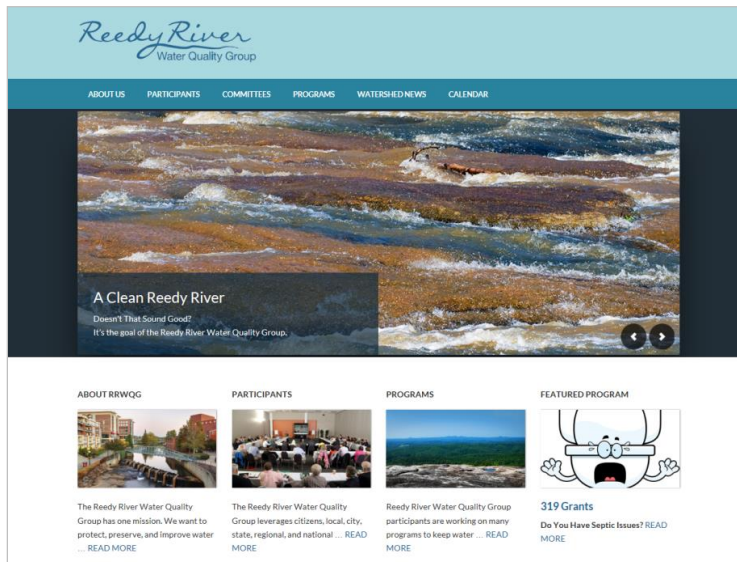 Reedy River
Water Quality Group
ABOUT US PARTICIPANTS COMMITTEES PROGRAMS WATERSHED NEWS CALENDAR
A Clean Reedy River
Doesn't That Sound Good?
It's the goal of the Reedy River Water Quality Group.
ABOUT RRWQG
The Reedy River Water Quality
Group has one mission. We want to
protect, preserve, and improve water
... READ MORE
PARTICIPANTS
The Reedy River Water Quality
Group leverages citizens, local, city,
state, regional, and national ... READ
MORE
PROGRAMS
Reedy River Water Quality Group
participants are working on many
programs to keep water ... READ
MORE
FEATURED PROGRAM
319 Grants
Do You Have Septic Issues? READ
MORE